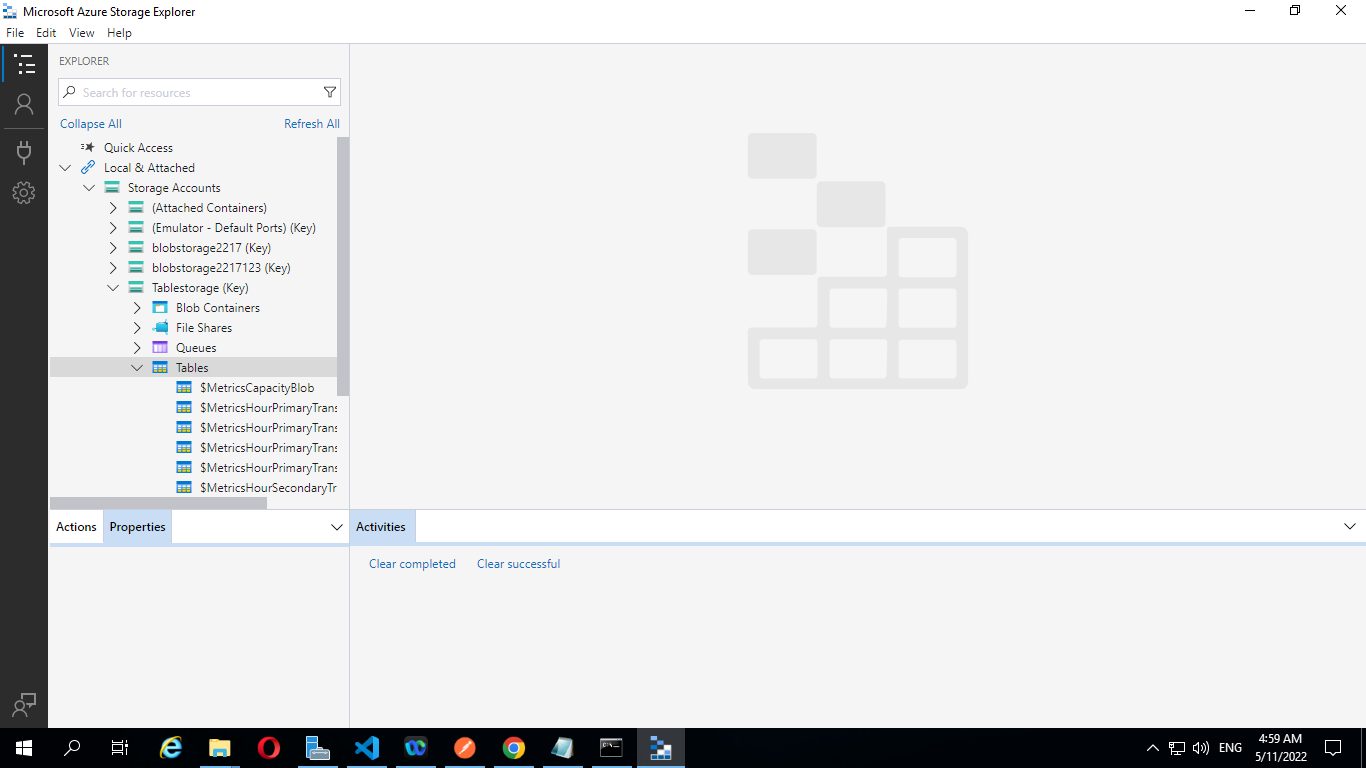 Microsoft Azure Storage Explorer
File Edit View Help
EXPLORER
Search for resources
Collapse All Refresh All
Quick Access
Local & Attached
Storage Accounts
(Attached Containers)
(Emulator - Default Ports) (Key)
blobstorage2217 (Key)
blobstorage2217123 (Key)
Tablestorage (Key)
Blob Containers
File Shares
Queues
Tables
$MetricsCapacityBlob
$MetricsHourPrimaryTrans
$MetricsHourPrimaryTrans
$MetricsHourPrimaryTrans
$MetricsHourPrimaryTrans
$MetricsHourSecondaryTr
Actions Properties
Activities
Clear completed Clear successful
ENG
4:59 AM
5/11/2022